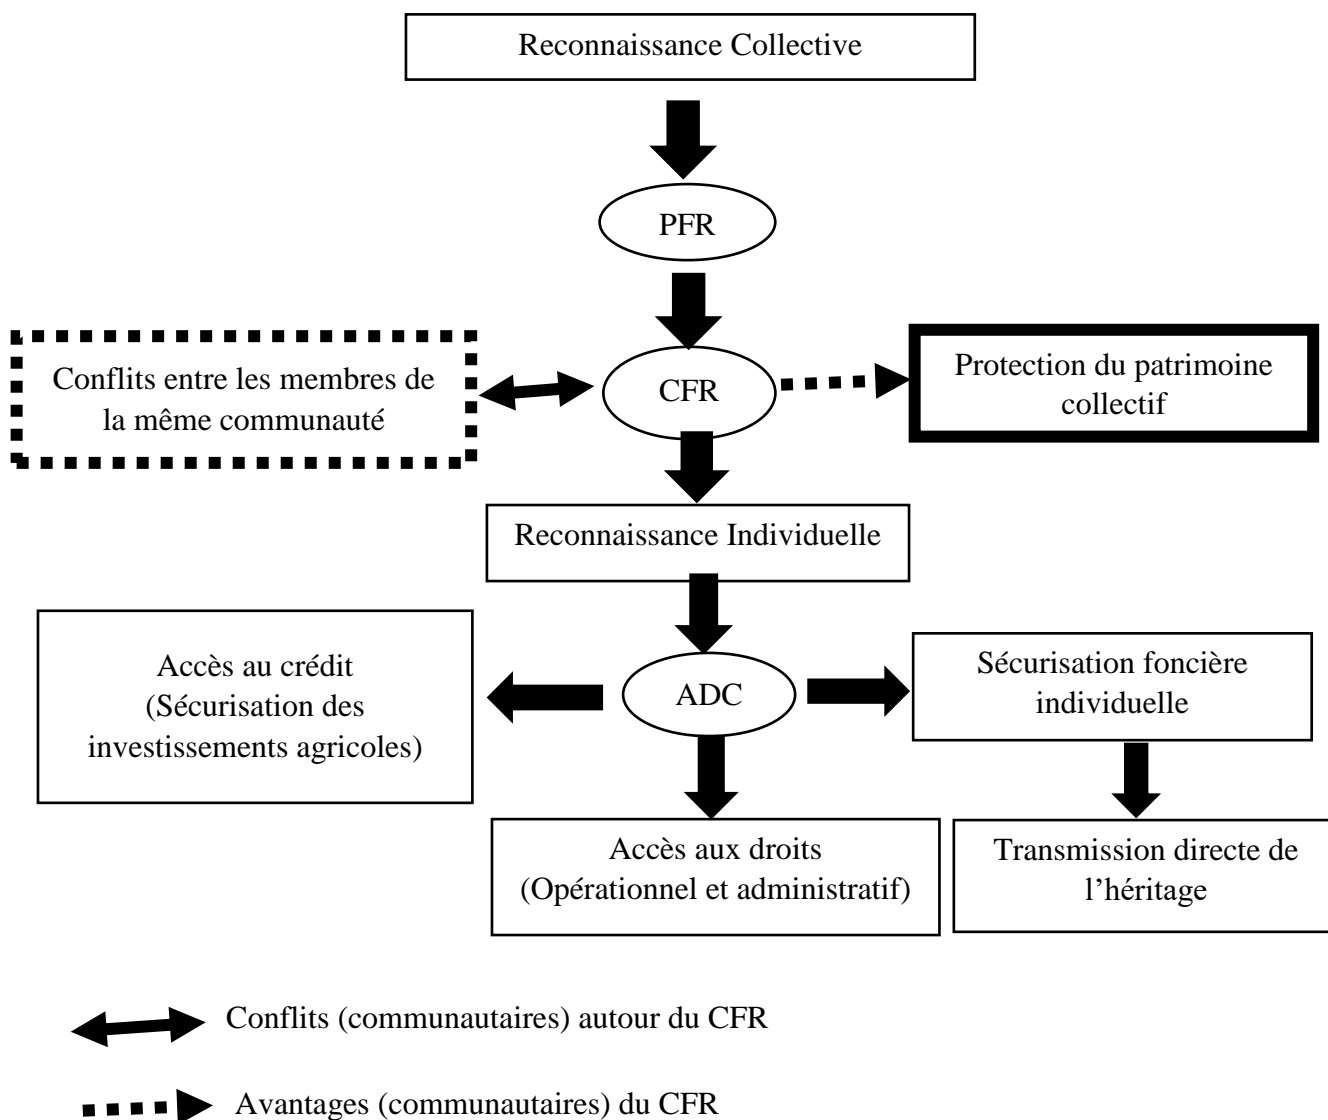 Reconnaissance Collective
PFR
Conflits entre les membres de
la même communauté
CFR
Protection du patrimoine
collectif
Reconnaissance Individuelle
Accès au crédit
(Sécurisation des
investissements agricoles)
ADC
Sécurisation foncière
individuelle
Accès aux droits
(Opérationnel et administratif)
Transmission directe de
l’héritage
Conflits (communautaires) autour du CFR
Avantages (communautaires) du CFR